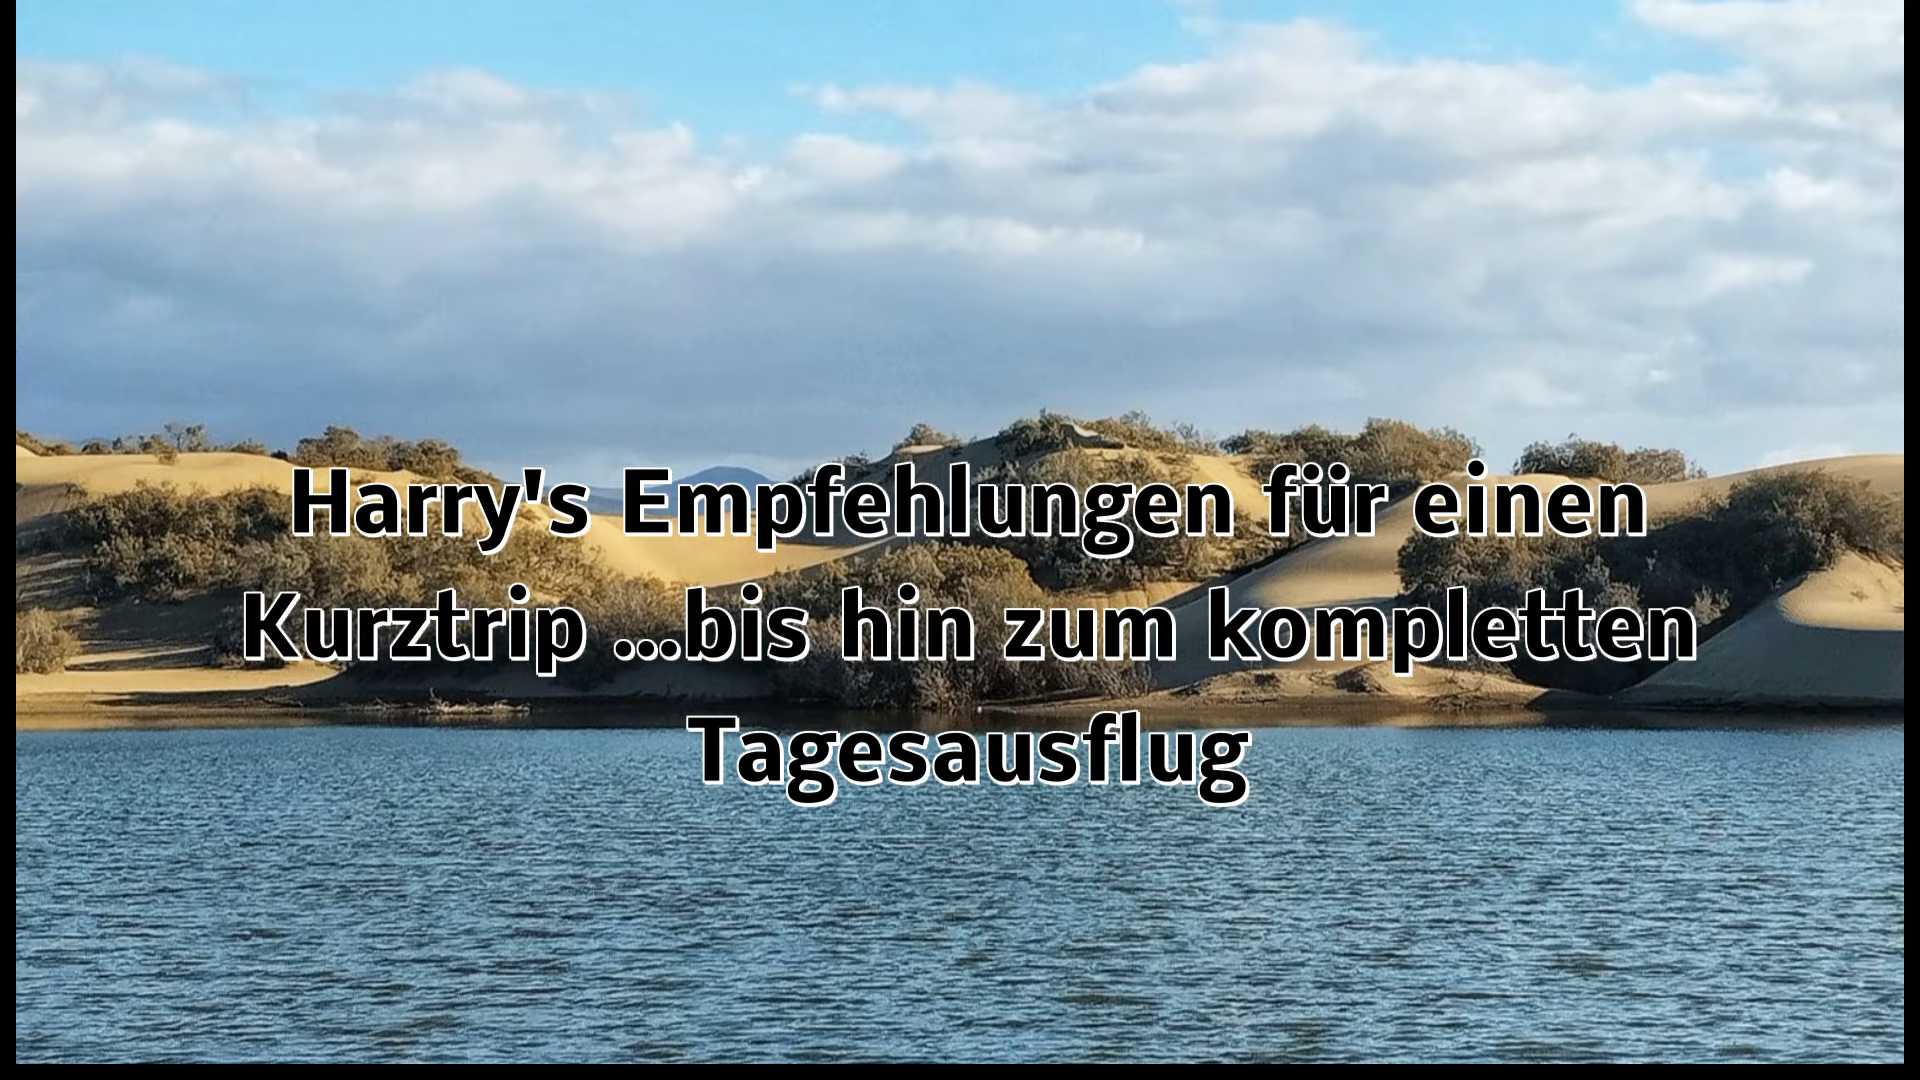 Harry's Empfehlungen für einen
Kurztrip ...bis hin zum kompletten
Tagesausflug